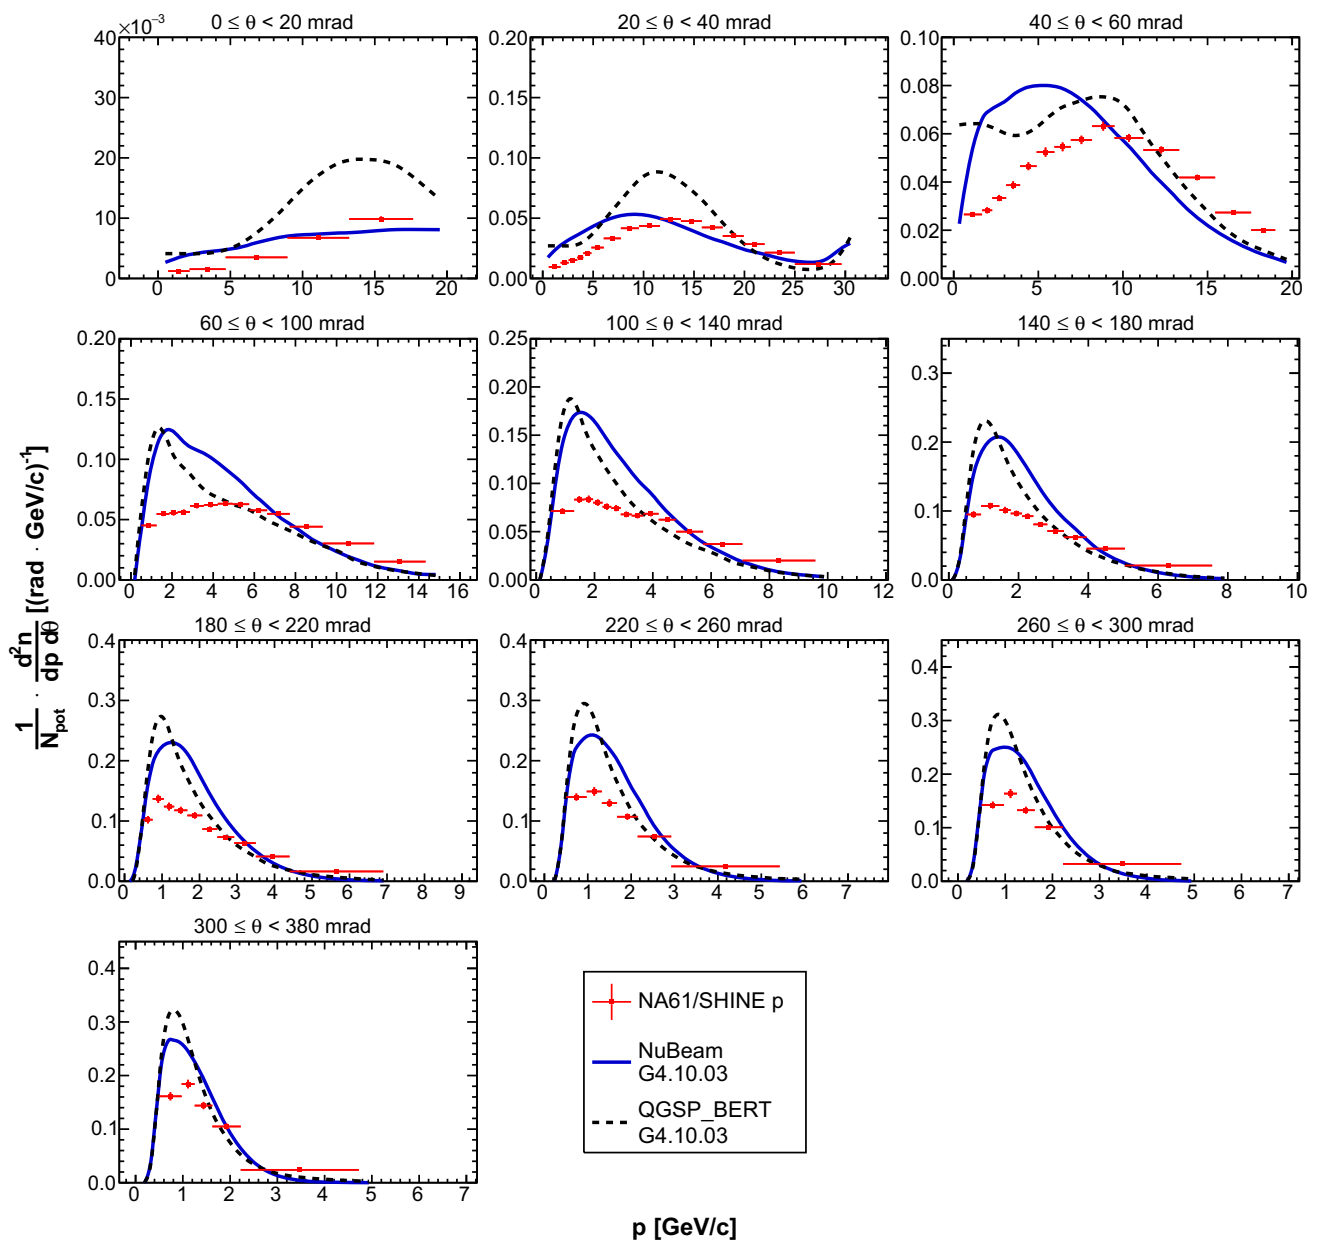 ×10⁻³ 0 ≤ θ < 20 mrad
40
30
20
10
0
0 5 10 15 20
20 ≤ θ < 40 mrad
0.20
0.15
0.10
0.05
0.00
0 5 10 15 20 25 30
40 ≤ θ < 60 mrad
0.10
0.08
0.06
0.04
0.02
0.00
0 5 10 15 20
60 ≤ θ < 100 mrad
0.20
0.15
0.10
0.05
0.00
0 2 4 6 8 10 12 14 16
100 ≤ θ < 140 mrad
0.25
0.20
0.15
0.10
0.05
0.00
0 2 4 6 8 10 12
140 ≤ θ < 180 mrad
0.3
0.2
0.1
0.0
0 2 4 6 8 10
180 ≤ θ < 220 mrad
0.4
0.3
0.2
0.1
0.0
0 1 2 3 4 5 6 7 8 9
220 ≤ θ < 260 mrad
0.4
0.3
0.2
0.1
0.0
0 1 2 3 4 5 6 7
260 ≤ θ < 300 mrad
0.4
0.3
0.2
0.1
0.0
0 1 2 3 4 5 6 7
300 ≤ θ < 380 mrad
0.4
0.3
0.2
0.1
0.0
0 1 2 3 4 5 6 7
1/N_pot · d²n/dp dθ [(rad · GeV/c)⁻¹]
NA61/SHINE p
NuBeam
G4.10.03
QGSP_BERT
G4.10.03
p [GeV/c]